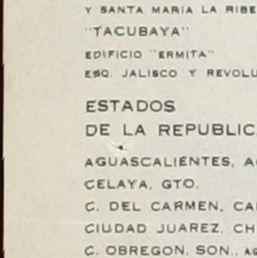 Y SANTA MARIA LA RIBE
"TACUBAYA"
EDIFICIO "ERMITA"
ESQ. JALISCO Y REVOLU
ESTADOS
DE LA REPUBLIC
AGUASCALIENTES, A
CELAYA, GTO.
C. DEL CARMEN, CA
CIUDAD JUAREZ, CH
C. OBREGON, SON., A